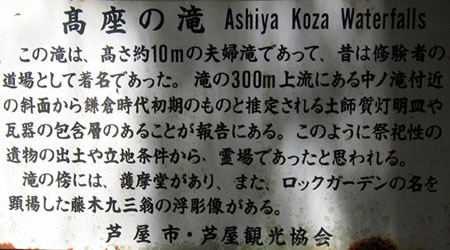 髙座の滝 Ashiya Koza Waterfalls
この滝は、髙さ約10mの夫婦滝であって、昔は修験者の
道場として著名であった。滝の300m上流にある中ノ滝付近
の斜面から鎌倉時代初期のものと推定される土師質灯明皿や
瓦器の包含層のあることが報告にある。このように祭祀性の
遺物の出土や立地条件から、霊場であったと思われる。
滝の傍には、護摩堂があり、また、ロックガーデンの名を
顕揚した藤木九三翁の浮彫像がある。
芦屋市・芦屋観光協会